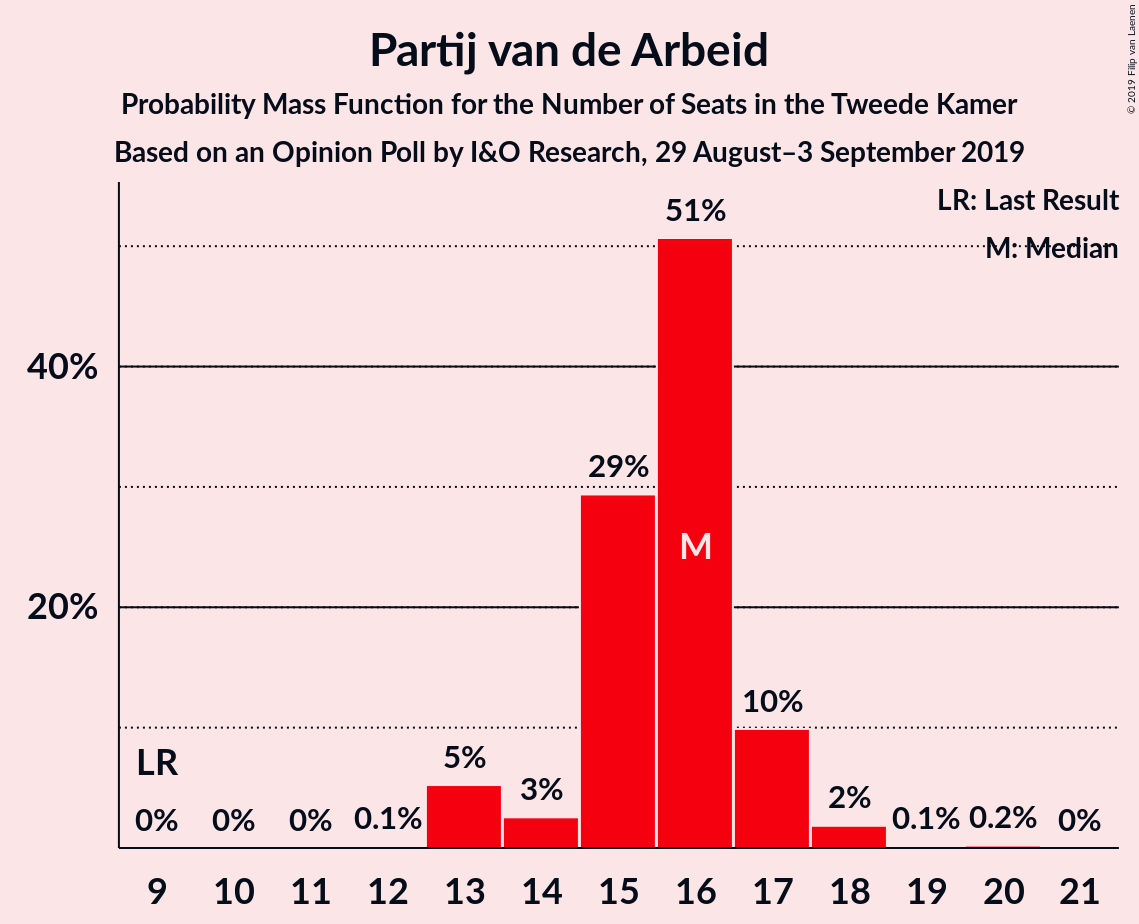 Partij van de Arbeid
Probability Mass Function for the Number of Seats in the Tweede Kamer
Based on an Opinion Poll by I&O Research, 29 August–3 September 2019
© 2019 Filip van Laenen
LR: Last Result
M: Median
51%
40%
29%
M
20%
10%
LR
5%
3%
2%
0%
0%
0%
0.1%
0.1%
0.2%
0%
9 10 11 12 13 14 15 16 17 18 19 20 21